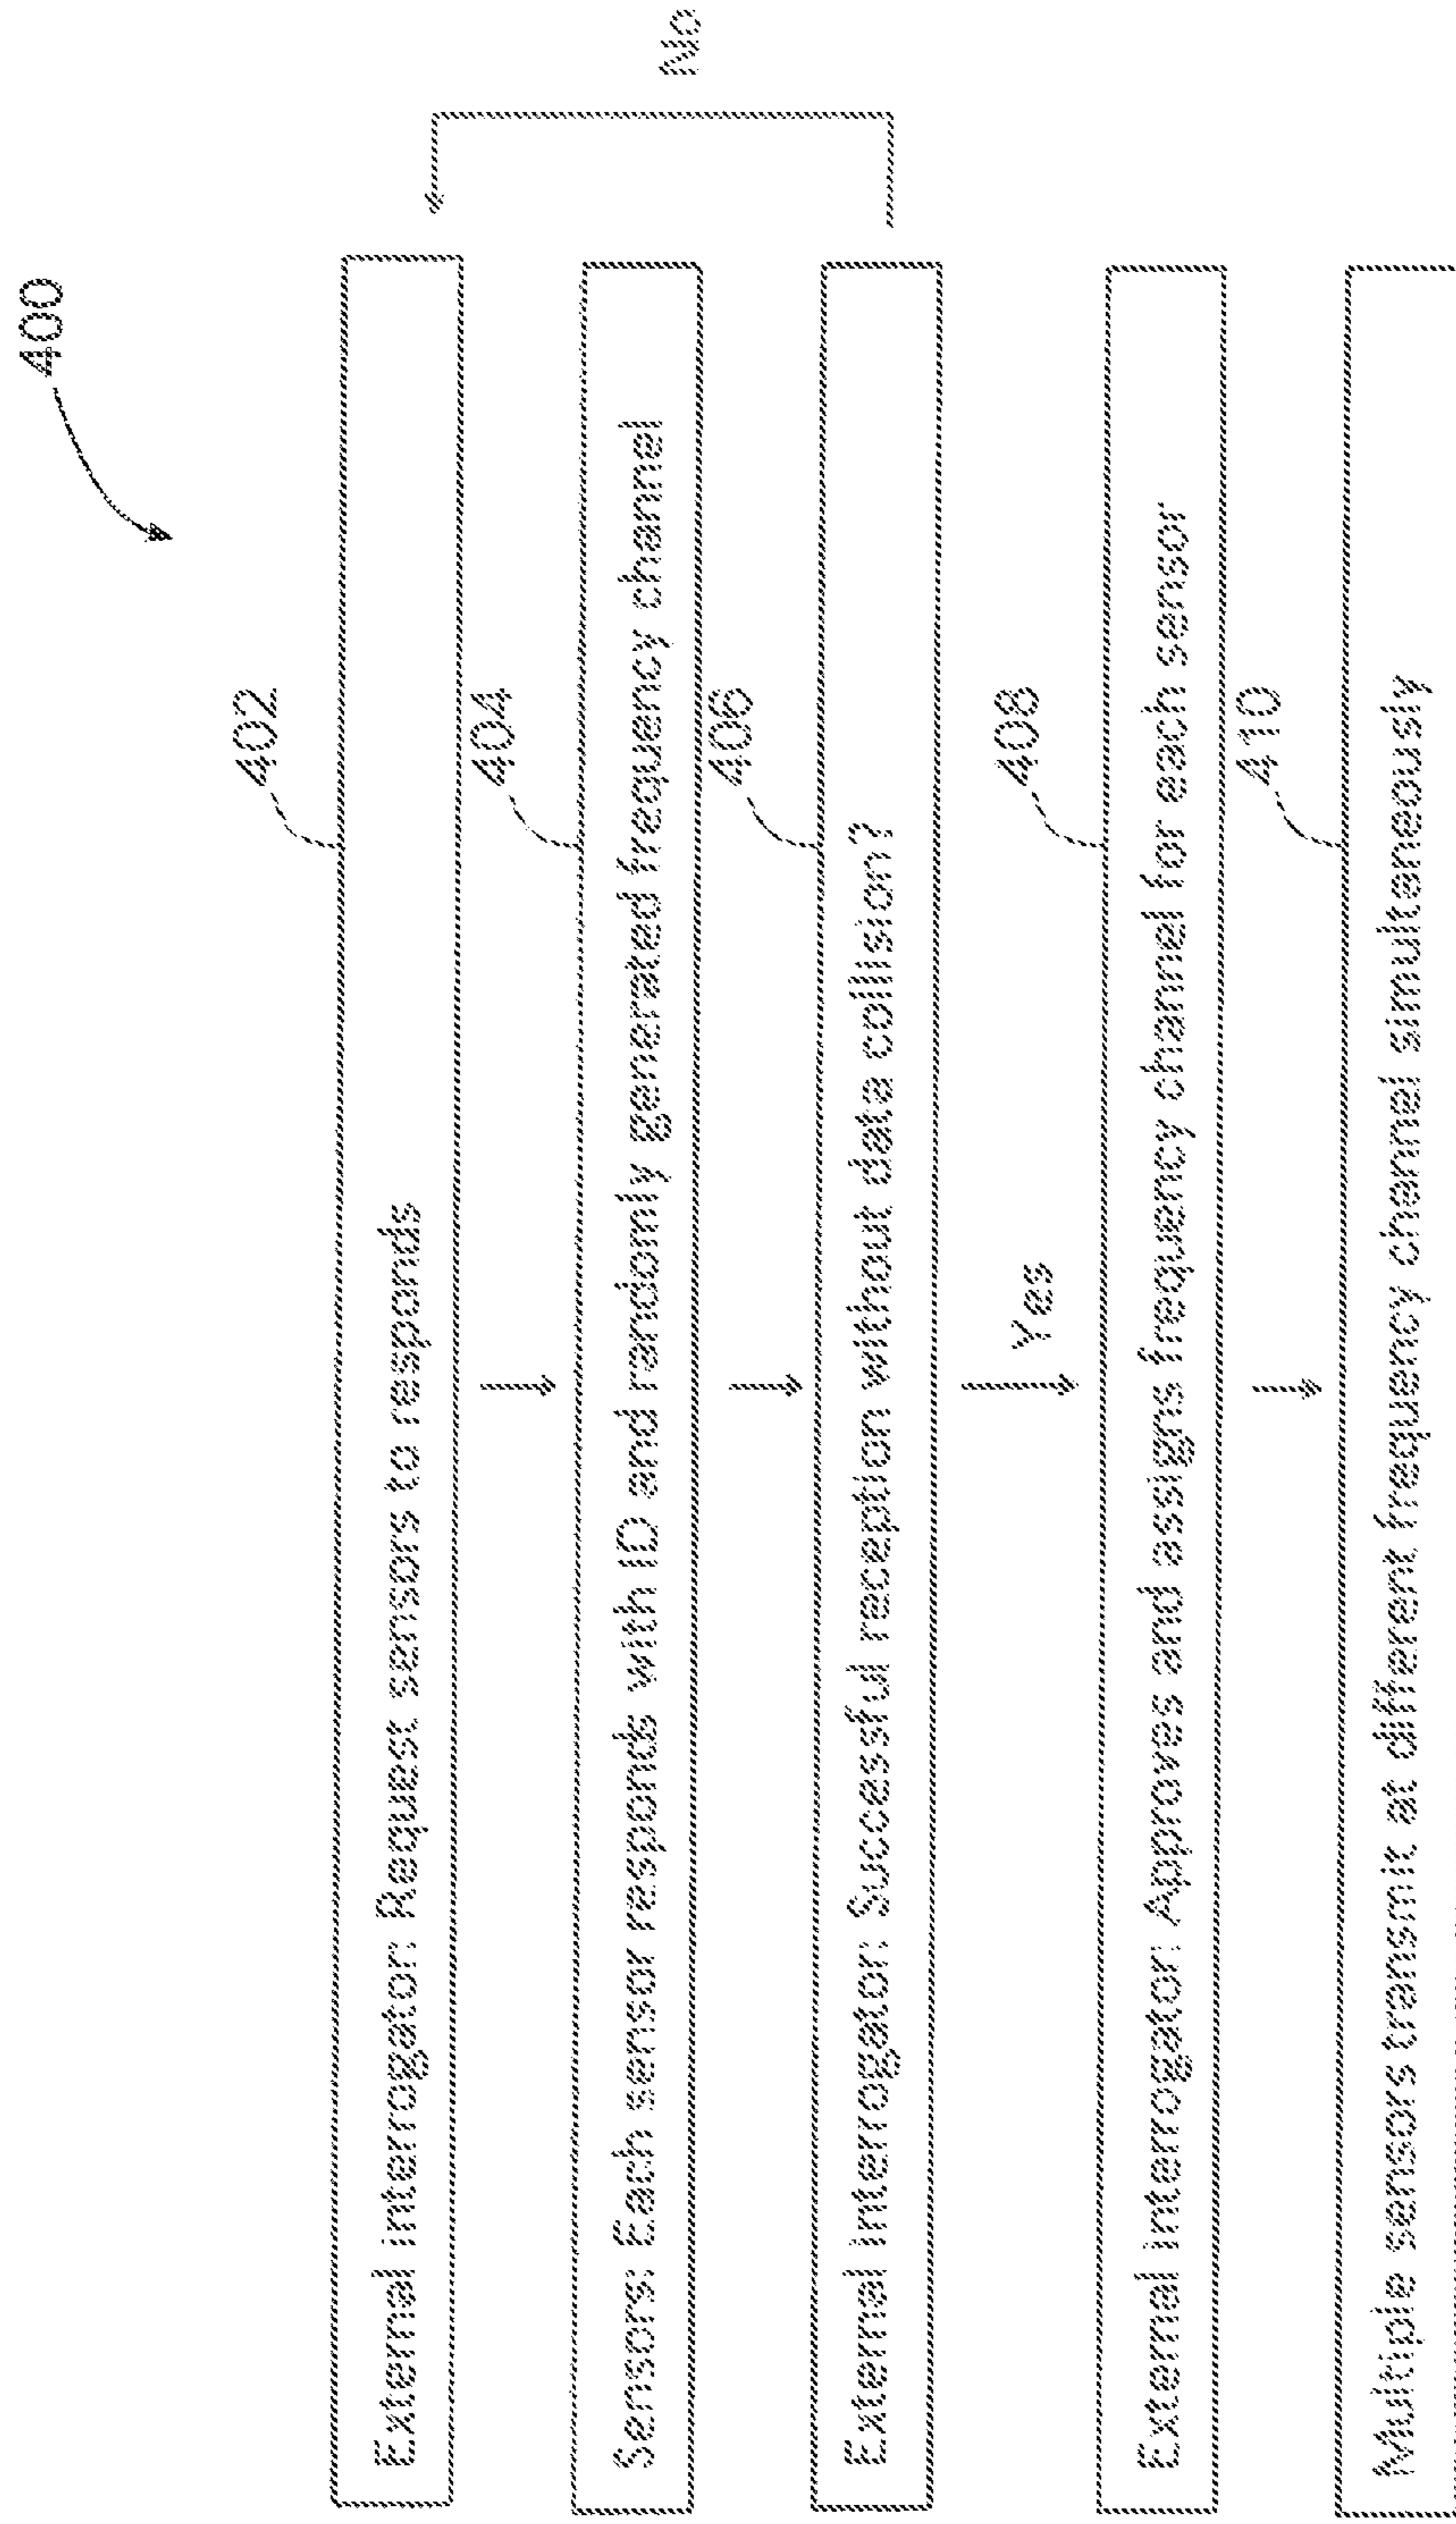 400
402
External interrogator: Request sensors to responds
404
Sensors: Each sensor responds with ID and randomly generated frequency channel
406
External interrogator: Successful reception without data collision?
No
Yes
408
External interrogator: Approves and assigns frequency channel for each sensor
410
Multiple sensors transmit at different frequency channel simultaneously